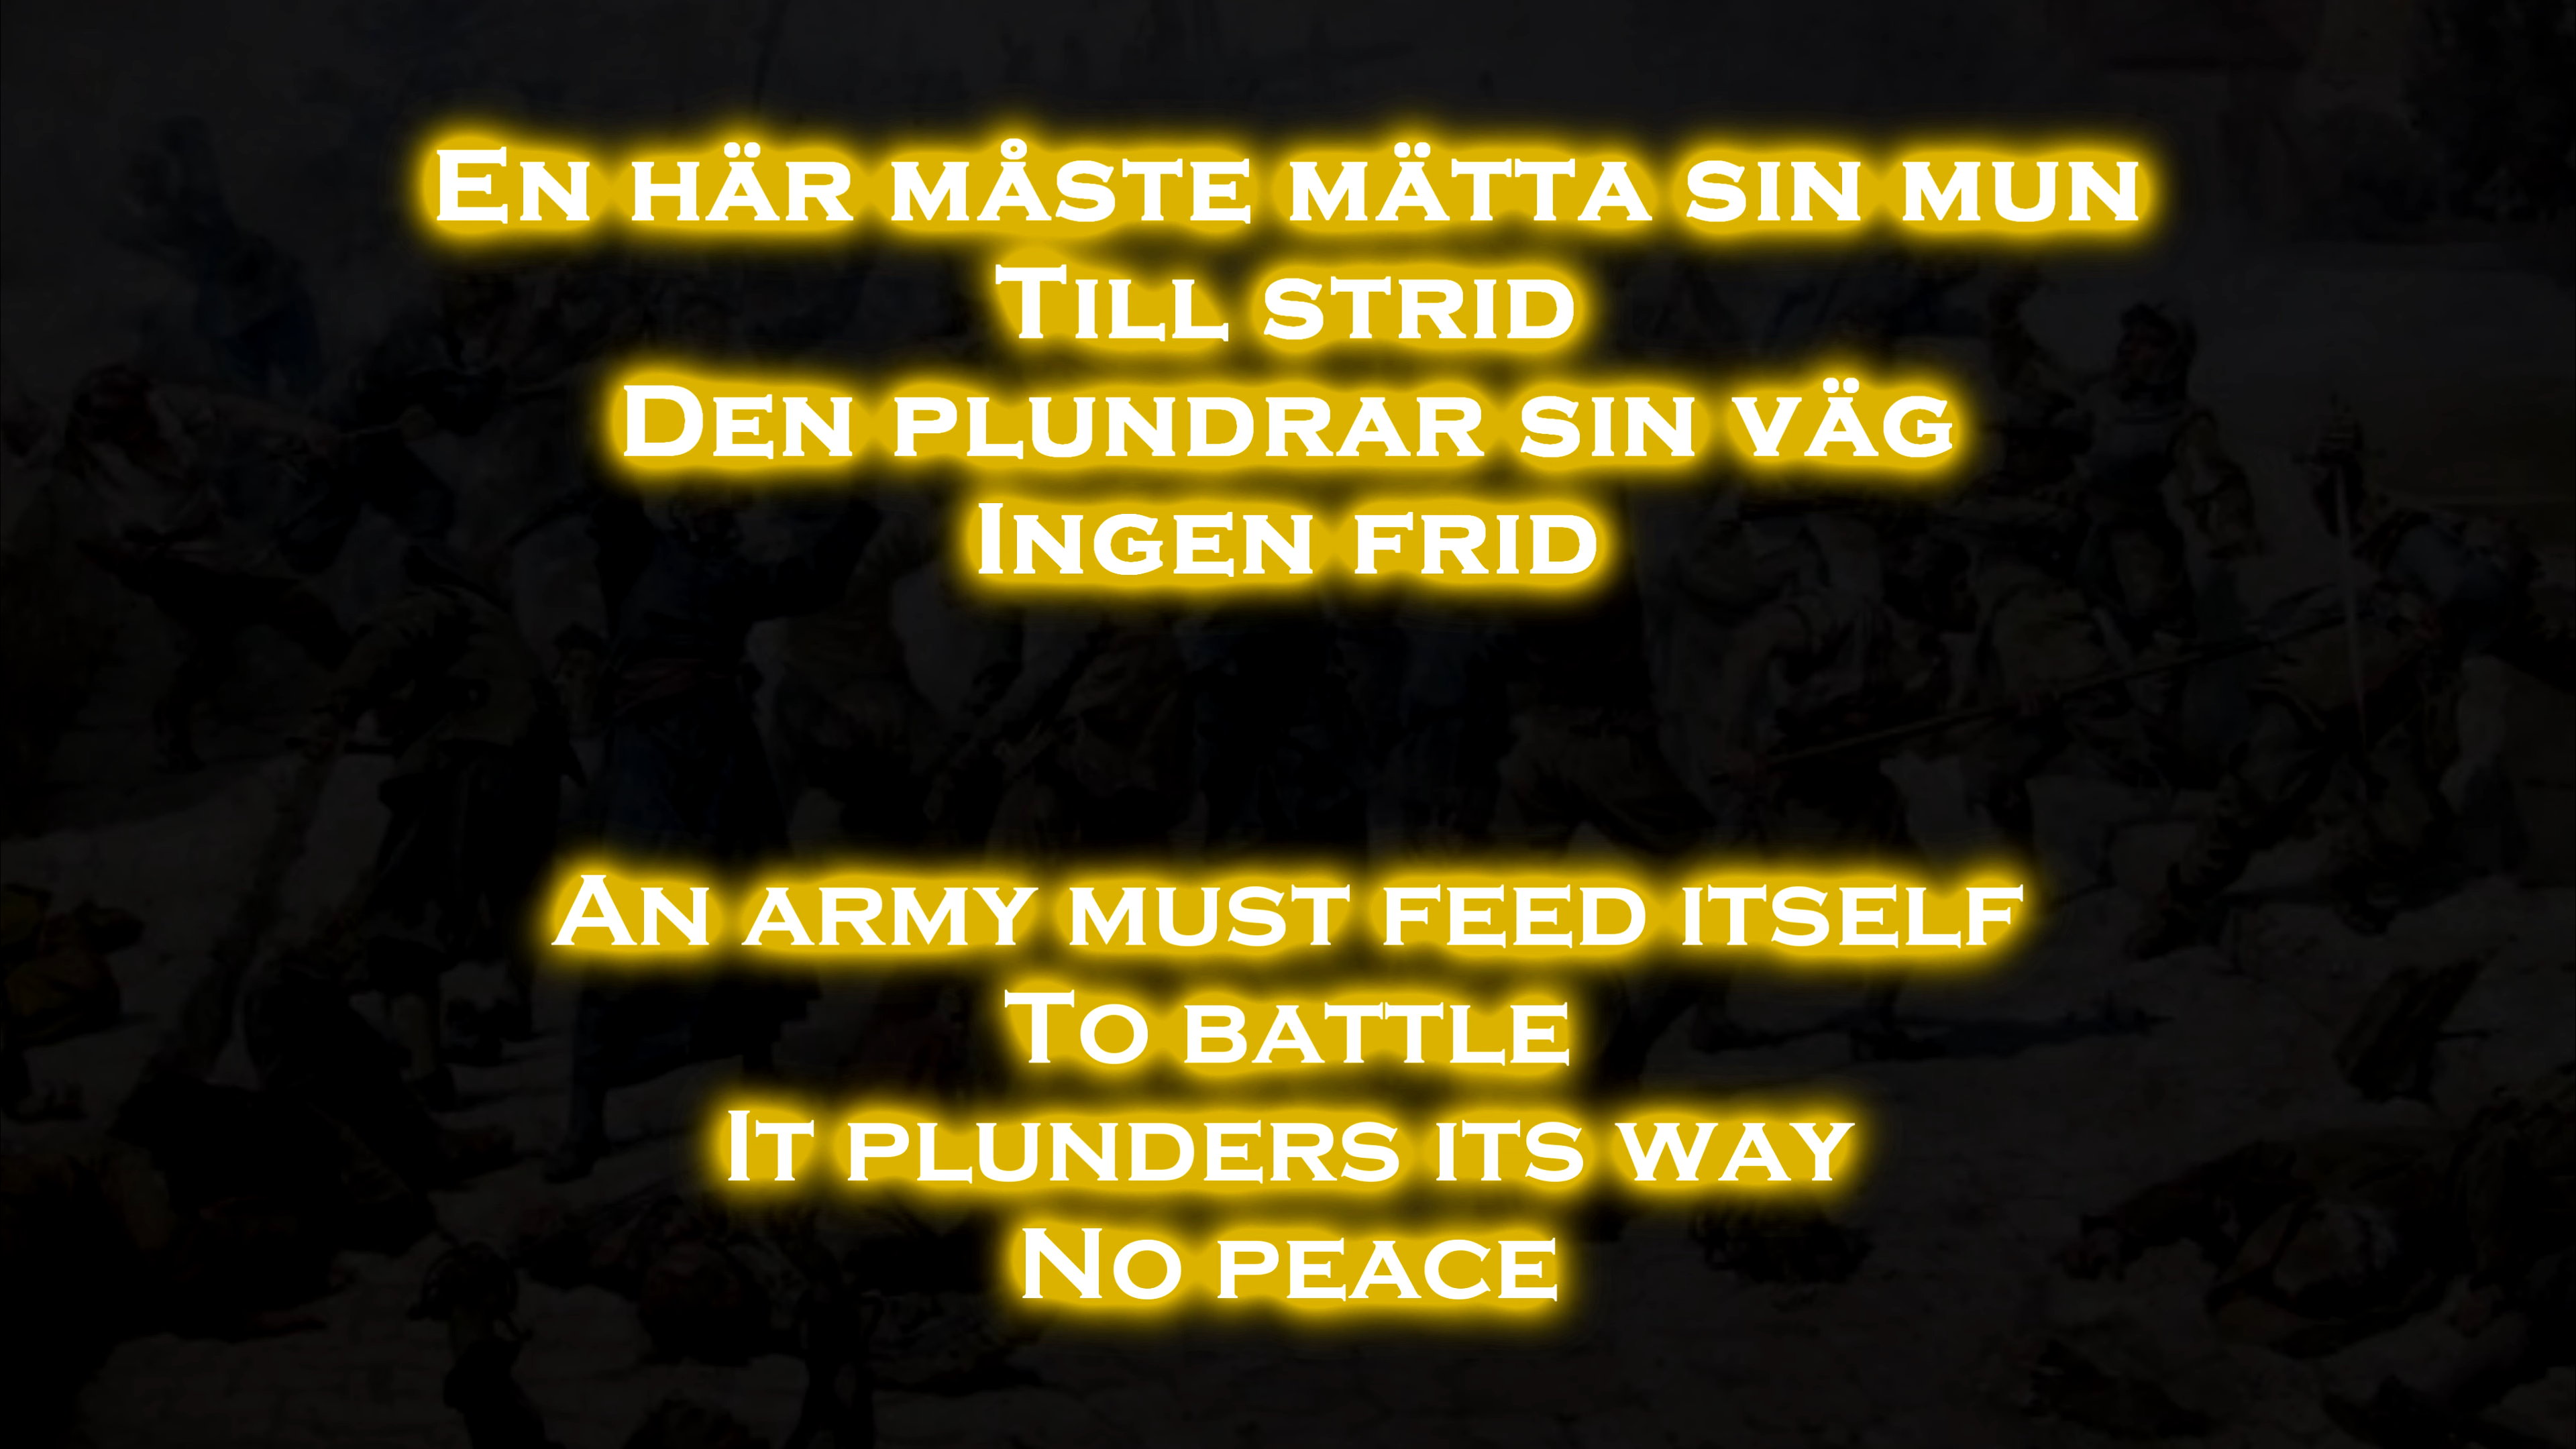 En här måste mätta sin mun
Till strid
Den plundrar sin väg
Ingen frid
An army must feed itself
To battle
It plunders its way
No peace